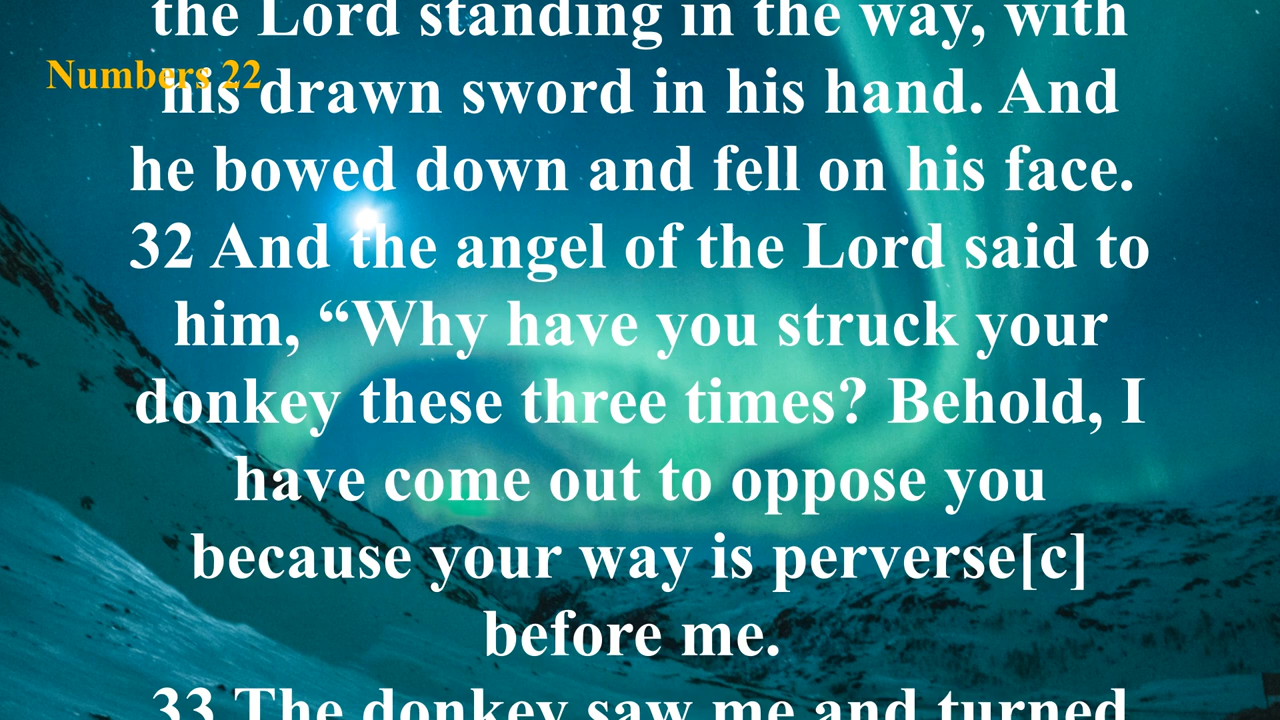 the Lord standing in the way, with
Numbers 22
his drawn sword in his hand. And
he bowed down and fell on his face.
32 And the angel of the Lord said to
him, “Why have you struck your
donkey these three times? Behold, I
have come out to oppose you
because your way is perverse[c]
before me.
33 The donkey saw me and turned